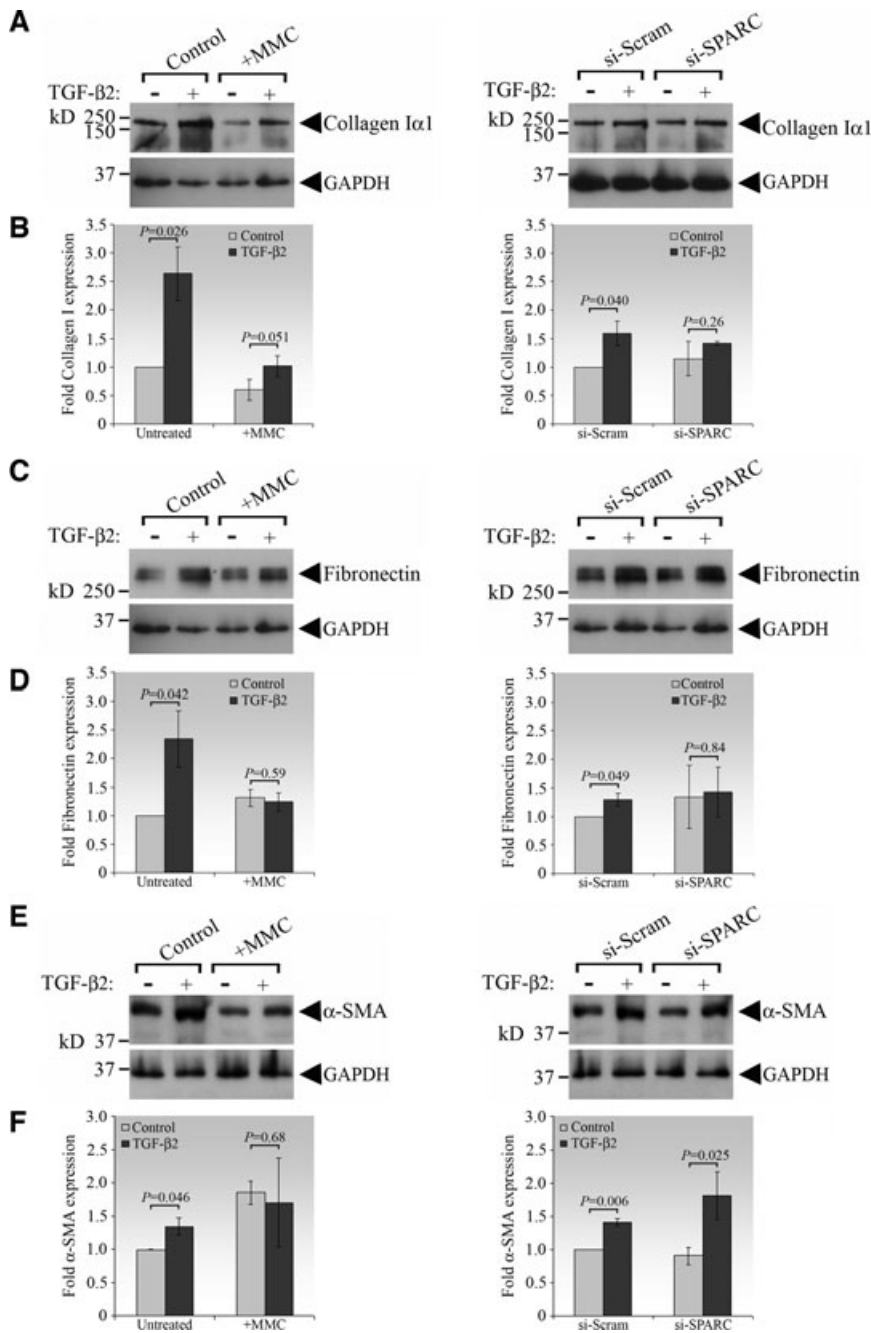 A
Control +MMC
TGF-β2: - + - +
kD 250
150
Collagen Iα1
37
GAPDH
si-Scram si-SPARC
TGF-β2: - + - +
kD 250
150
Collagen Iα1
37
GAPDH
B
Fold Collagen I expression
3.5
3.0
2.5
2.0
1.5
1.0
0.5
0
P=0.026
Control
TGF-β2
P=0.051
Untreated +MMC
Fold Collagen I expression
3.5
3.0
2.5
2.0
1.5
1.0
0.5
0
Control
TGF-β2
P=0.040
P=0.26
si-Scram si-SPARC
C
Control +MMC
TGF-β2: - + - +
Fibronectin
kD 250
37
GAPDH
si-Scram si-SPARC
TGF-β2: - + - +
Fibronectin
kD 250
37
GAPDH
D
Fold Fibronectin expression
3.5
3.0
2.5
2.0
1.5
1.0
0.5
0
Control
TGF-β2
P=0.042
P=0.59
Untreated +MMC
Fold Fibronectin expression
3.5
3.0
2.5
2.0
1.5
1.0
0.5
0
Control
TGF-β2
P=0.049
P=0.84
si-Scram si-SPARC
E
Control +MMC
TGF-β2: - + - +
α-SMA
kD 37
37
GAPDH
si-Scram si-SPARC
TGF-β2: - + - +
α-SMA
kD 37
37
GAPDH
F
Fold α-SMA expression
3.0
2.5
2.0
1.5
1.0
0.5
0
Control
TGF-β2
P=0.046
P=0.68
Untreated +MMC
Fold α-SMA expression
3.0
2.5
2.0
1.5
1.0
0.5
0
Control
TGF-β2
P=0.006
P=0.025
si-Scram si-SPARC